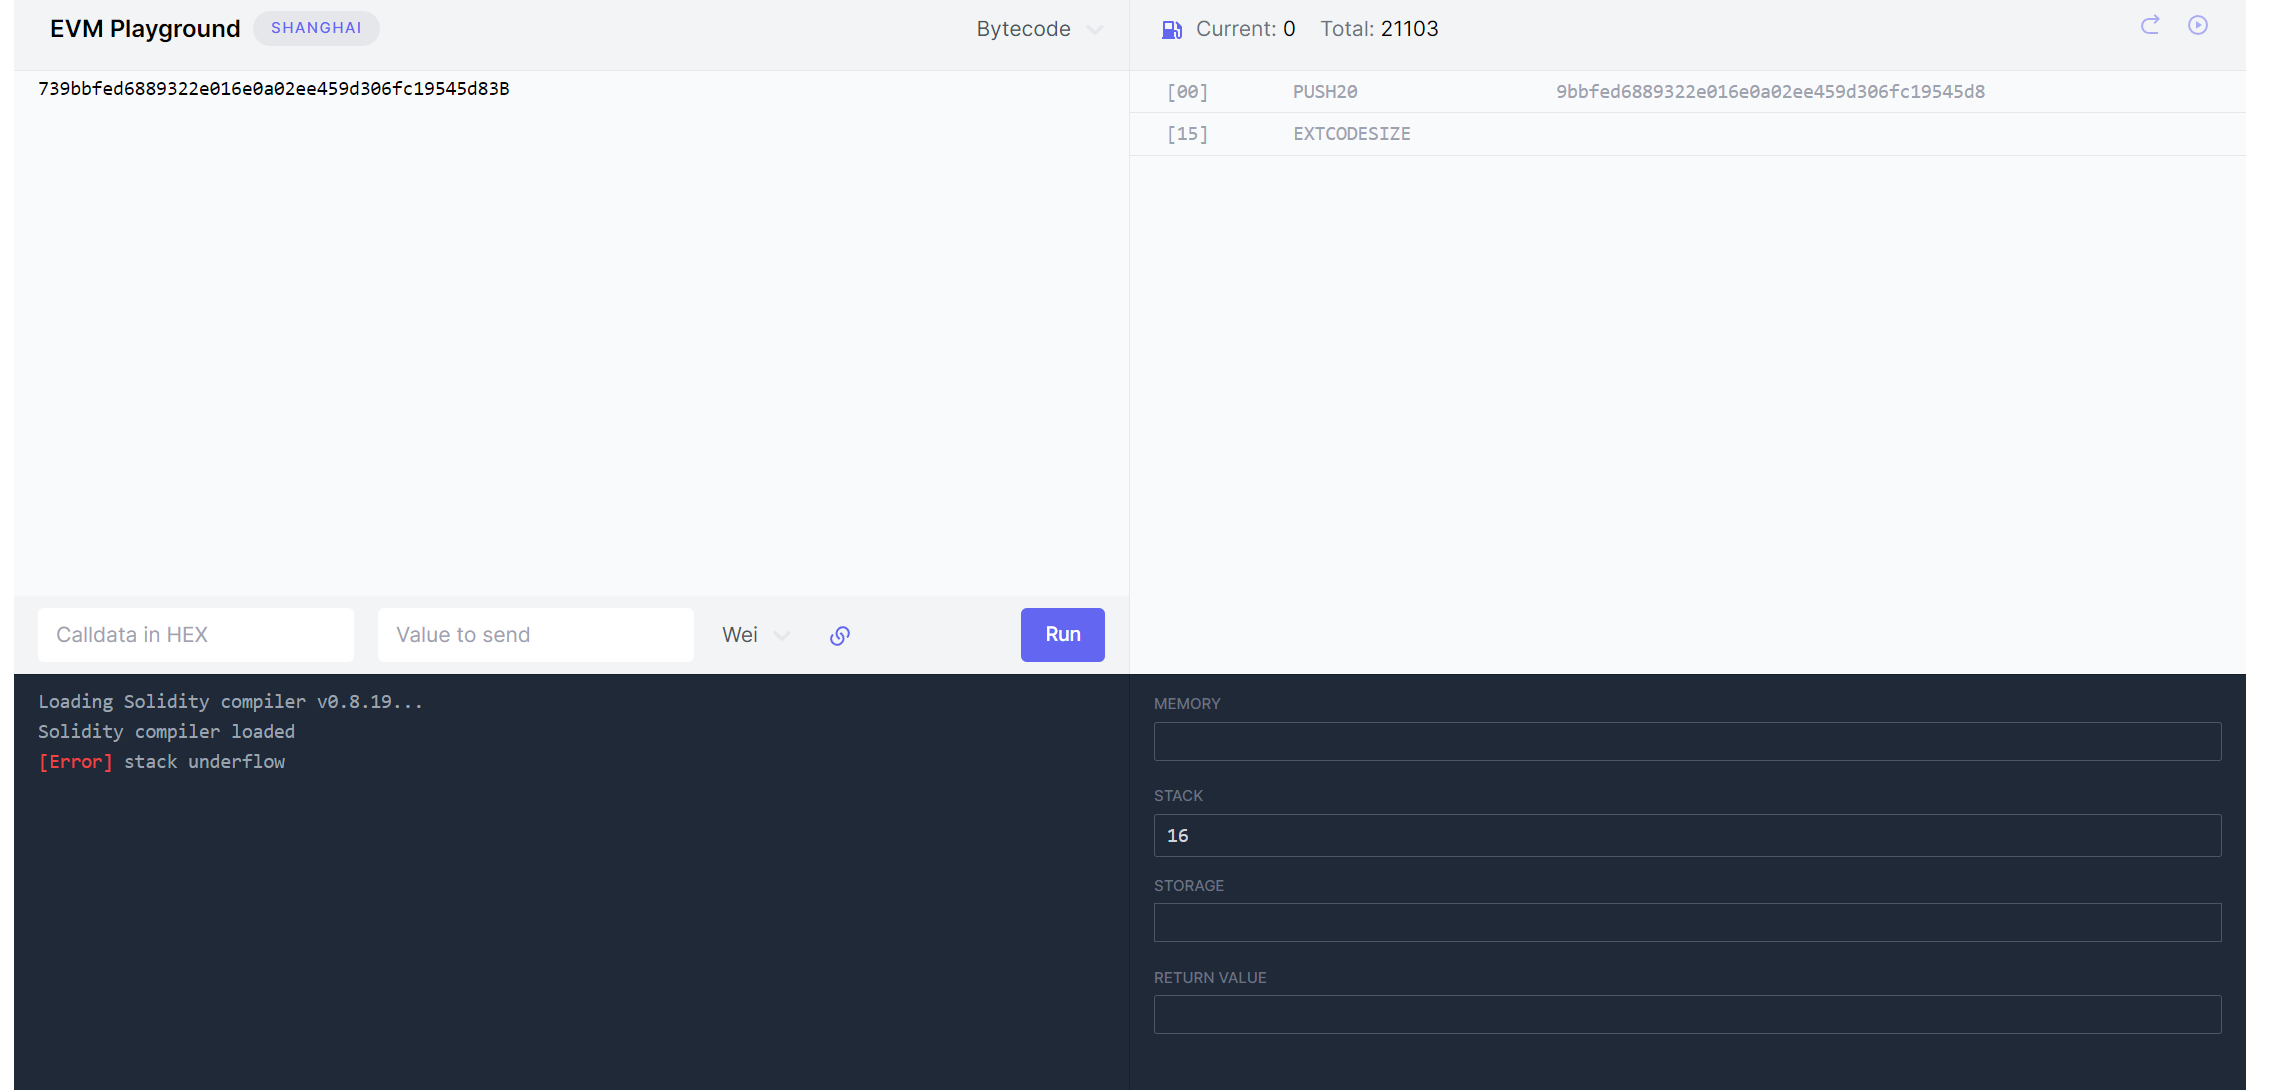 EVM Playground SHANGHAI Bytecode
739bbfed6889322e016e0a02ee459d306fc19545d83B
Calldata in HEX Value to send Wei Run
Loading Solidity compiler v0.8.19...
Solidity compiler loaded
[Error] stack underflow
Current: 0 Total: 21103
[00] PUSH20 9bbfed6889322e016e0a02ee459d306fc19545d8
[15] EXTCODESIZE
MEMORY
STACK
16
STORAGE
RETURN VALUE